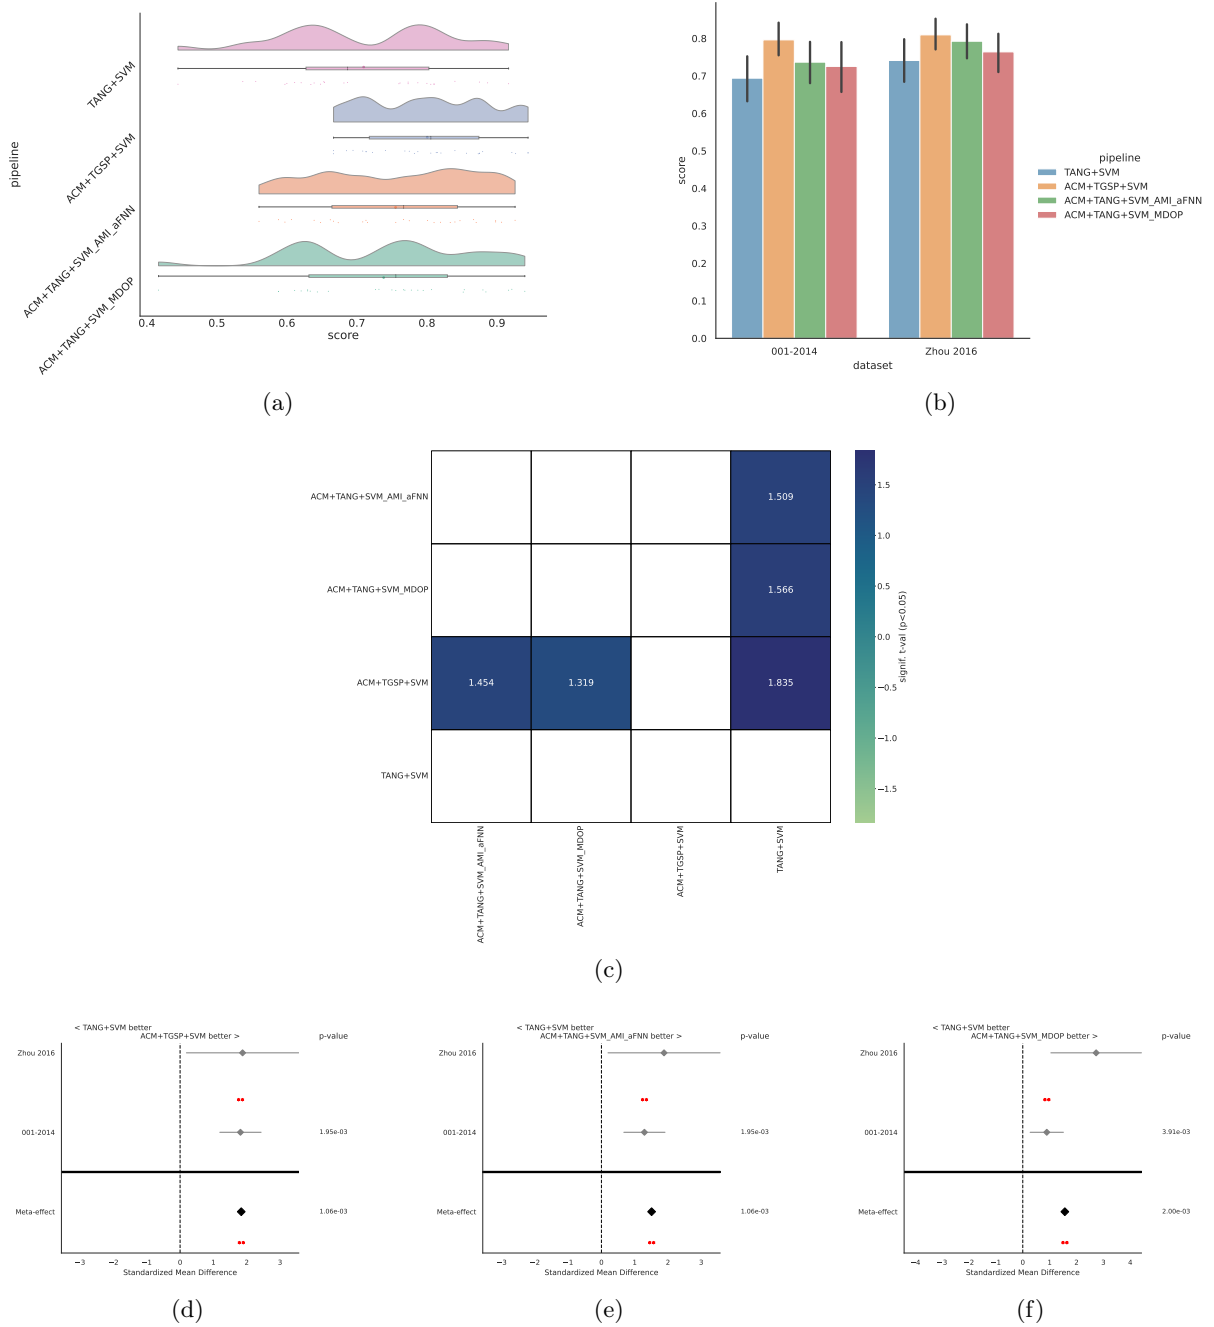 pipeline
TANG+SVM
ACM+TGSP+SVM
ACM+TANG+SVM_AMI_aFNN
ACM+TANG+SVM_MDOP
0.4 0.5 0.6 0.7 0.8 0.9
score
(a)
score
0.8
0.7
0.6
0.5
0.4
0.3
0.2
0.1
0.0
001-2014 Zhou 2016
dataset
pipeline
TANG+SVM
ACM+TGSP+SVM
ACM+TANG+SVM_AMI_aFNN
ACM+TANG+SVM_MDOP
(b)
ACM+TANG+SVM_AMI_aFNN
1.509
ACM+TANG+SVM_MDOP
1.566
ACM+TGSP+SVM
1.454 1.319 1.835
TANG+SVM
ACM+TANG+SVM_AMI_aFNN
ACM+TANG+SVM_MDOP
ACM+TGSP+SVM
TANG+SVM
1.5
1.0
0.5
0.0
−0.5
−1.0
−1.5
signif. t-val (p<0.05)
(c)
< TANG+SVM better
ACM+TGSP+SVM better >
p-value
Zhou 2016
001-2014
1.95e-03
Meta-effect
1.06e-03
−3 −2 −1 0 1 2 3
Standardized Mean Difference
(d)
< TANG+SVM better
ACM+TANG+SVM_AMI_aFNN better >
p-value
Zhou 2016
001-2014
1.95e-03
Meta-effect
1.06e-03
−3 −2 −1 0 1 2 3
Standardized Mean Difference
(e)
< TANG+SVM better
ACM+TANG+SVM_MDOP better >
p-value
Zhou 2016
001-2014
3.91e-03
Meta-effect
2.00e-03
−4 −3 −2 −1 0 1 2 3 4
Standardized Mean Difference
(f)